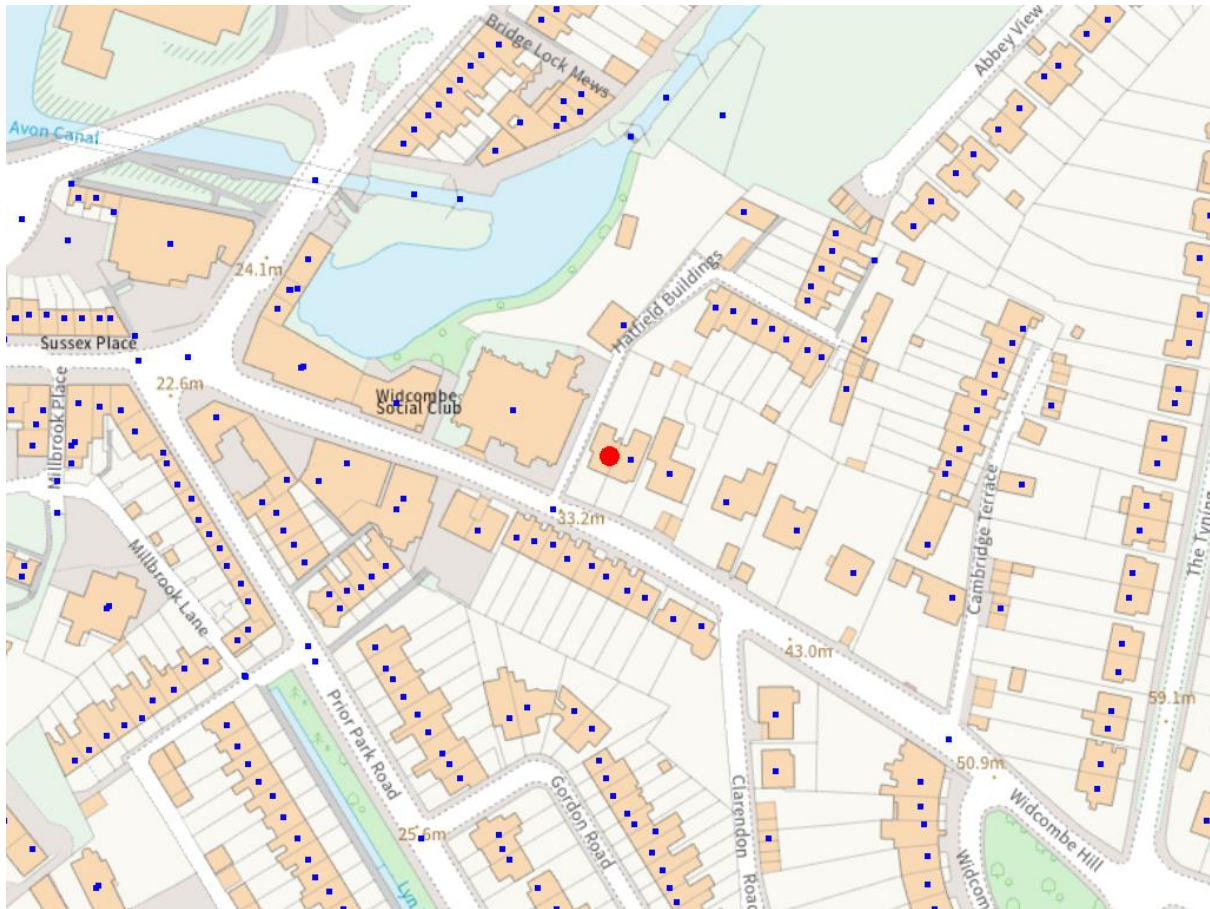 Bridge Lock Mews
Abbey View
Avon Canal
24.1m
Hatfield Buildings
Sussex Place
22.6m
Widcombe
Social Club
Millbrook Place
33.2m
Cambridge Terrace
The Tyning
Millbrook Lane
43.0m
59.1m
Prior Park Road
50.9m
Gordon Road
Clarendon Road
Widcombe Hill
25.6m
Widcom
Lyn